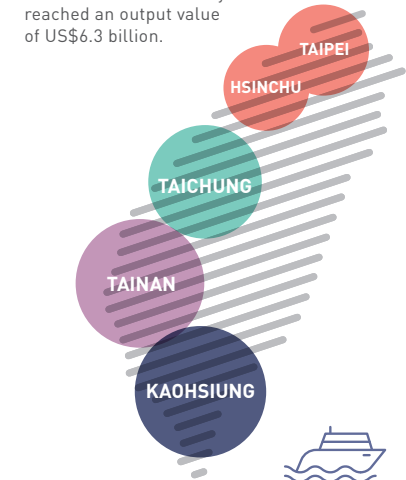 reached an output value
of US$6.3 billion.
TAIPEI
HSINCHU
TAICHUNG
TAINAN
KAOHSIUNG